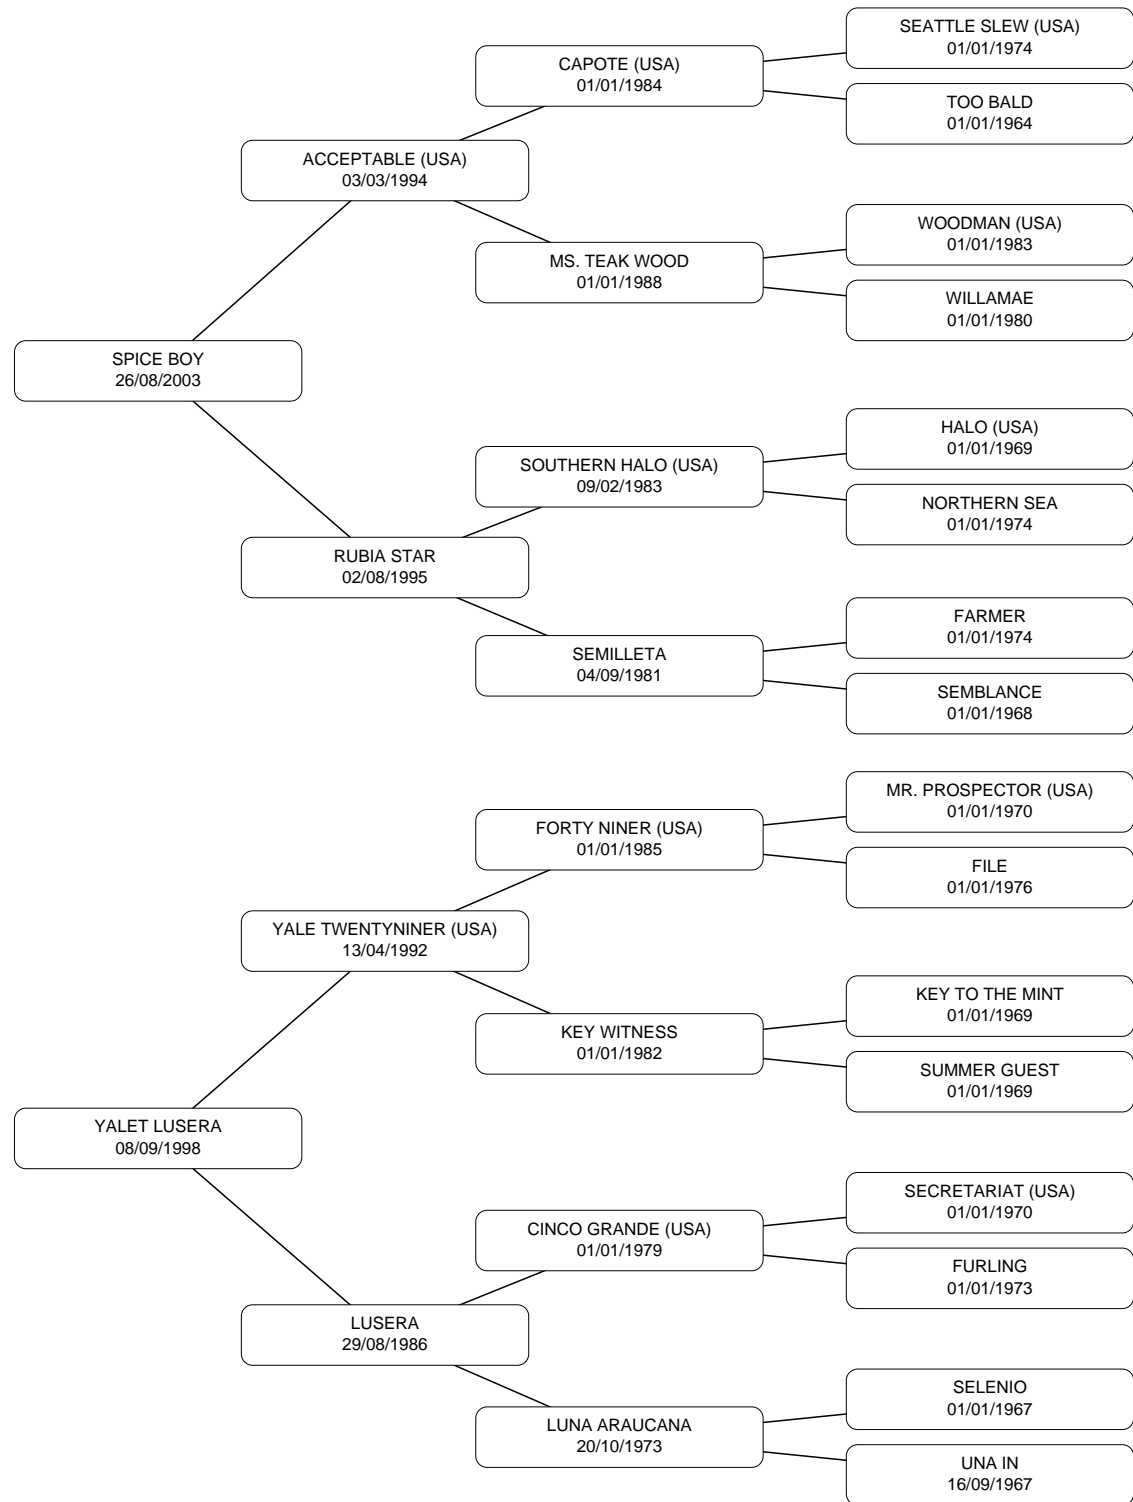 SEATTLE SLEW (USA)
01/01/1974
CAPOTE (USA)
01/01/1984
TOO BALD
01/01/1964
ACCEPTABLE (USA)
03/03/1994
WOODMAN (USA)
01/01/1983
MS. TEAK WOOD
01/01/1988
WILLAMAE
01/01/1980
SPICE BOY
26/08/2003
HALO (USA)
01/01/1969
SOUTHERN HALO (USA)
09/02/1983
NORTHERN SEA
01/01/1974
RUBIA STAR
02/08/1995
FARMER
01/01/1974
SEMILLETA
04/09/1981
SEMBLANCE
01/01/1968
MR. PROSPECTOR (USA)
01/01/1970
FORTY NINER (USA)
01/01/1985
FILE
01/01/1976
YALE TWENTYNINER (USA)
13/04/1992
KEY TO THE MINT
01/01/1969
KEY WITNESS
01/01/1982
SUMMER GUEST
01/01/1969
YALET LUSERA
08/09/1998
SECRETARIAT (USA)
01/01/1970
CINCO GRANDE (USA)
01/01/1979
FURLING
01/01/1973
LUSERA
29/08/1986
SELENIO
01/01/1967
LUNA ARAUCANA
20/10/1973
UNA IN
16/09/1967